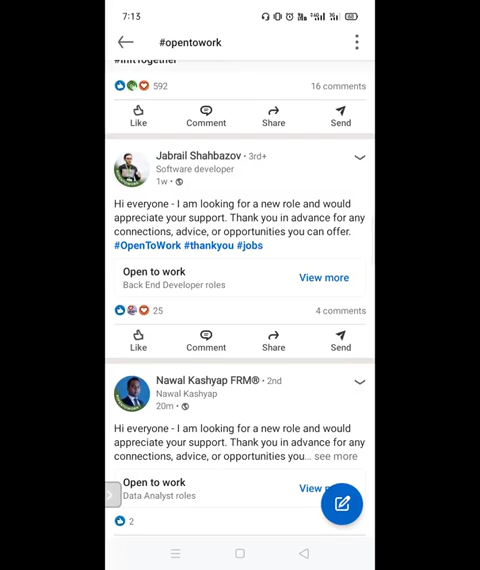 7:13
#opentowork
#InItTogether
592
16 comments
Like
Comment
Share
Send
Jabrail Shahbazov · 3rd+
Software developer
1w ·
Hi everyone - I am looking for a new role and would
appreciate your support. Thank you in advance for any
connections, advice, or opportunities you can offer.
#OpenToWork #thankyou #jobs
Open to work
Back End Developer roles
View more
25
4 comments
Like
Comment
Share
Send
Nawal Kashyap FRM® · 2nd
Nawal Kashyap
20m ·
Hi everyone - I am looking for a new role and would
appreciate your support. Thank you in advance for any
connections, advice, or opportunities you… see more
Open to work
Data Analyst roles
View
2